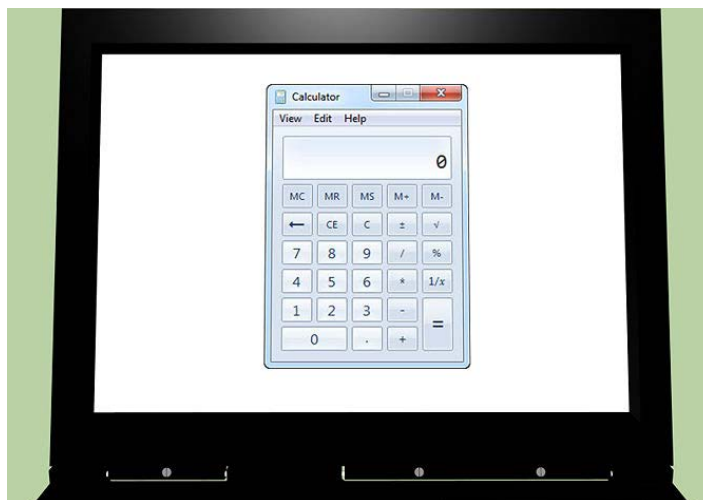 Calculator
View Edit Help
0
MC MR MS M+ M-
← CE C ± √
7 8 9 / %
4 5 6 * 1/x
1 2 3 - =
0 . +